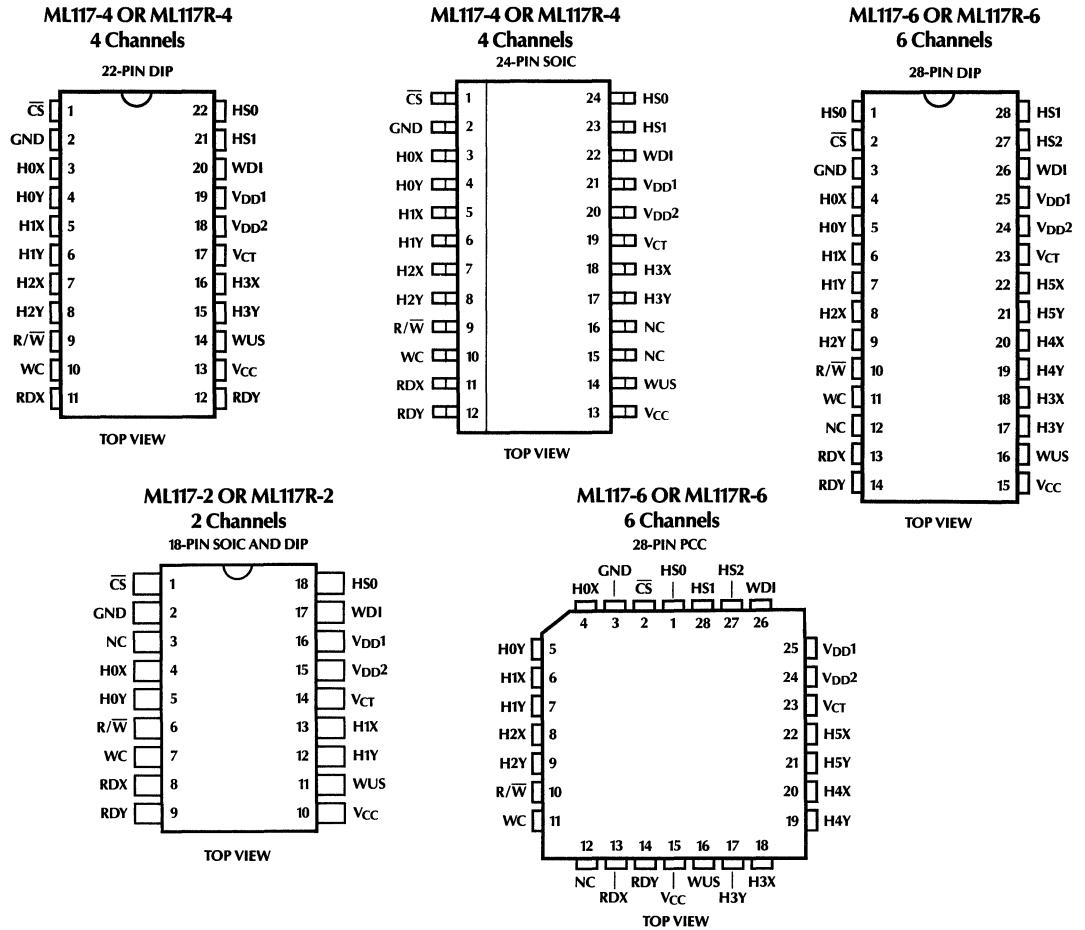 ML117-4 OR ML117R-4
4 Channels
22-PIN DIP
C̅S̅ 1 22 HS0
GND 2 21 HS1
H0X 3 20 WDI
H0Y 4 19 VDD1
H1X 5 18 VDD2
H1Y 6 17 VCT
H2X 7 16 H3X
H2Y 8 15 H3Y
R/W̅ 9 14 WUS
WC 10 13 VCC
RDX 11 12 RDY
TOP VIEW
ML117-4 OR ML117R-4
4 Channels
24-PIN SOIC
C̅S̅ 1 24 HS0
GND 2 23 HS1
H0X 3 22 WDI
H0Y 4 21 VDD1
H1X 5 20 VDD2
H1Y 6 19 VCT
H2X 7 18 H3X
H2Y 8 17 H3Y
R/W̅ 9 16 NC
WC 10 15 NC
RDX 11 14 WUS
RDY 12 13 VCC
TOP VIEW
ML117-6 OR ML117R-6
6 Channels
28-PIN DIP
HS0 1 28 HS1
C̅S̅ 2 27 HS2
GND 3 26 WDI
H0X 4 25 VDD1
H0Y 5 24 VDD2
H1X 6 23 VCT
H1Y 7 22 H5X
H2X 8 21 H5Y
H2Y 9 20 H4X
R/W̅ 10 19 H4Y
WC 11 18 H3X
NC 12 17 H3Y
RDX 13 16 WUS
RDY 14 15 VCC
TOP VIEW
ML117-2 OR ML117R-2
2 Channels
18-PIN SOIC AND DIP
C̅S̅ 1 18 HS0
GND 2 17 WDI
NC 3 16 VDD1
H0X 4 15 VDD2
H0Y 5 14 VCT
R/W̅ 6 13 H1X
WC 7 12 H1Y
RDX 8 11 WUS
RDY 9 10 VCC
TOP VIEW
ML117-6 OR ML117R-6
6 Channels
28-PIN PCC
H0X GND C̅S̅ HS0 HS1 HS2 WDI
4 3 2 1 28 27 26
H0Y 5 25 VDD1
H1X 6 24 VDD2
H1Y 7 23 VCT
H2X 8 22 H5X
H2Y 9 21 H5Y
R/W̅ 10 20 H4X
WC 11 19 H4Y
12 13 14 15 16 17 18
NC RDX RDY VCC WUS H3Y H3X
TOP VIEW